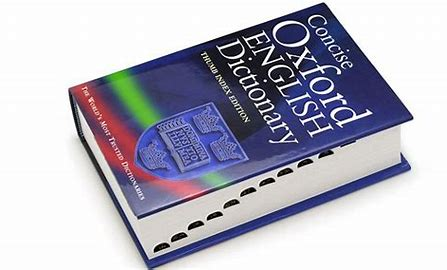 Concise
Oxford
ENGLISH
Dictionary
THUMB INDEX EDITION
THE WORLD'S MOST TRUSTED DICTIONARIES